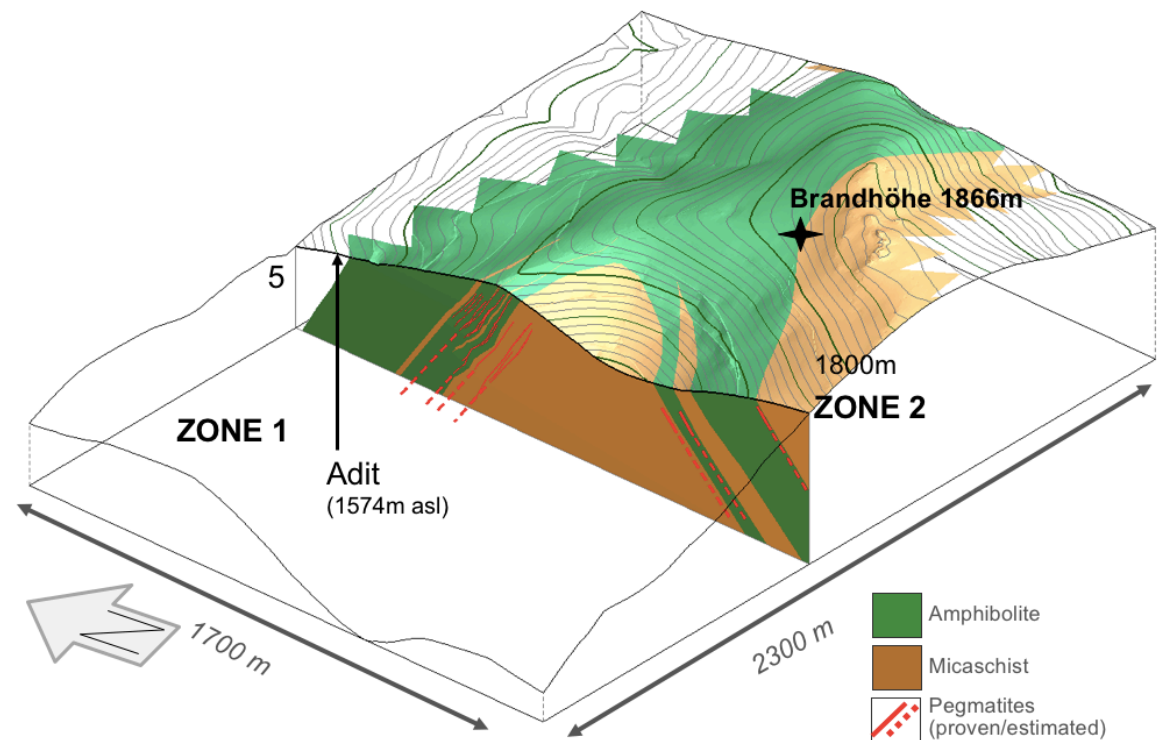 Brandhöhe 1866m
5
1800m
ZONE 2
ZONE 1
Adit
(1574m asl)
N
1700 m
2300 m
Amphibolite
Micaschist
Pegmatites
(proven/estimated)